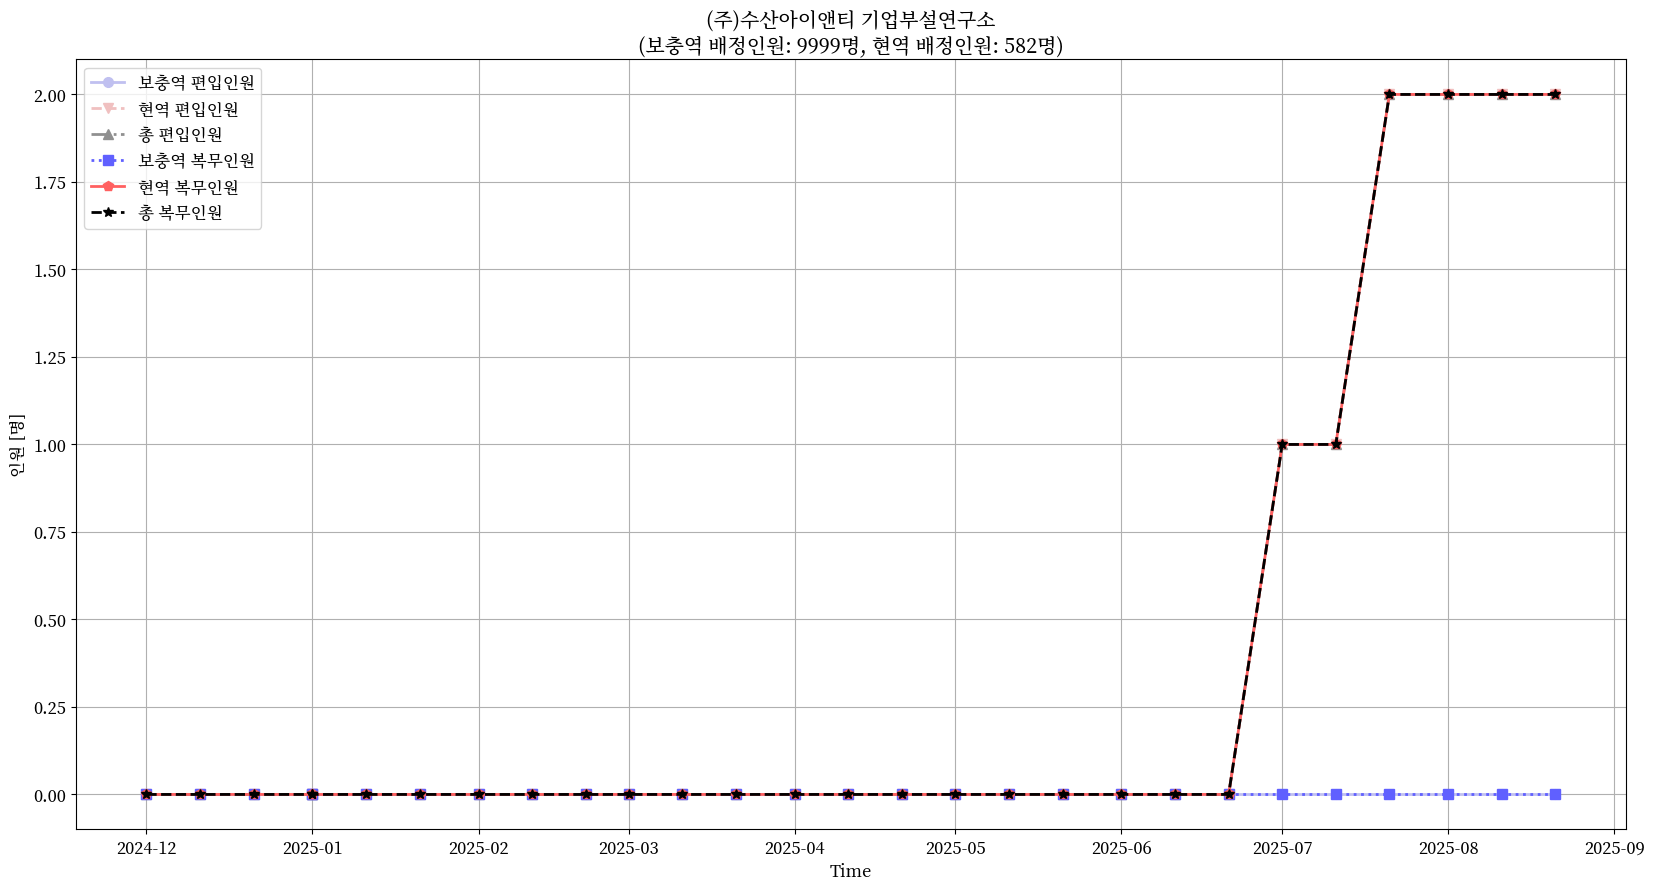 (주)수산아이앤티 기업부설연구소
(보충역 배정인원: 9999명, 현역 배정인원: 582명)
보충역 편입인원
현역 편입인원
총 편입인원
보충역 복무인원
현역 복무인원
총 복무인원
2.00
1.75
1.50
1.25
1.00
0.75
0.50
0.25
0.00
인원 [명]
2024-12
2025-01
2025-02
2025-03
2025-04
2025-05
2025-06
2025-07
2025-08
2025-09
Time